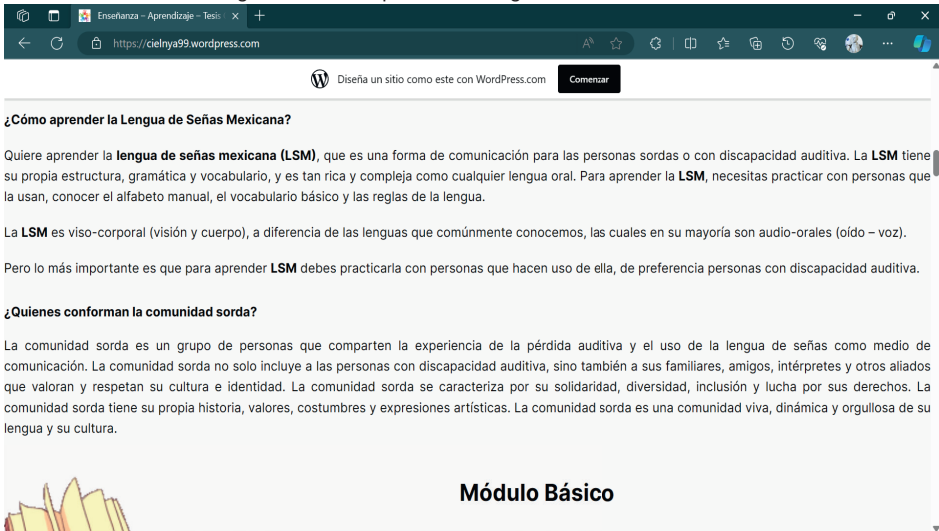 Enseñanza – Aprendizaje – Tesis
https://cielnya99.wordpress.com
Diseña un sitio como este con WordPress.com
Comenzar
¿Cómo aprender la Lengua de Señas Mexicana?
Quiere aprender la lengua de señas mexicana (LSM), que es una forma de comunicación para las personas sordas o con discapacidad auditiva. La LSM tiene
su propia estructura, gramática y vocabulario, y es tan rica y compleja como cualquier lengua oral. Para aprender la LSM, necesitas practicar con personas que
la usan, conocer el alfabeto manual, el vocabulario básico y las reglas de la lengua.
La LSM es viso-corporal (visión y cuerpo), a diferencia de las lenguas que comúnmente conocemos, las cuales en su mayoría son audio-orales (oído – voz).
Pero lo más importante es que para aprender LSM debes practicarla con personas que hacen uso de ella, de preferencia personas con discapacidad auditiva.
¿Quienes conforman la comunidad sorda?
La comunidad sorda es un grupo de personas que comparten la experiencia de la pérdida auditiva y el uso de la lengua de señas como medio de
comunicación. La comunidad sorda no solo incluye a las personas con discapacidad auditiva, sino también a sus familiares, amigos, intérpretes y otros aliados
que valoran y respetan su cultura e identidad. La comunidad sorda se caracteriza por su solidaridad, diversidad, inclusión y lucha por sus derechos. La
comunidad sorda tiene su propia historia, valores, costumbres y expresiones artísticas. La comunidad sorda es una comunidad viva, dinámica y orgullosa de su
lengua y su cultura.
Módulo Básico